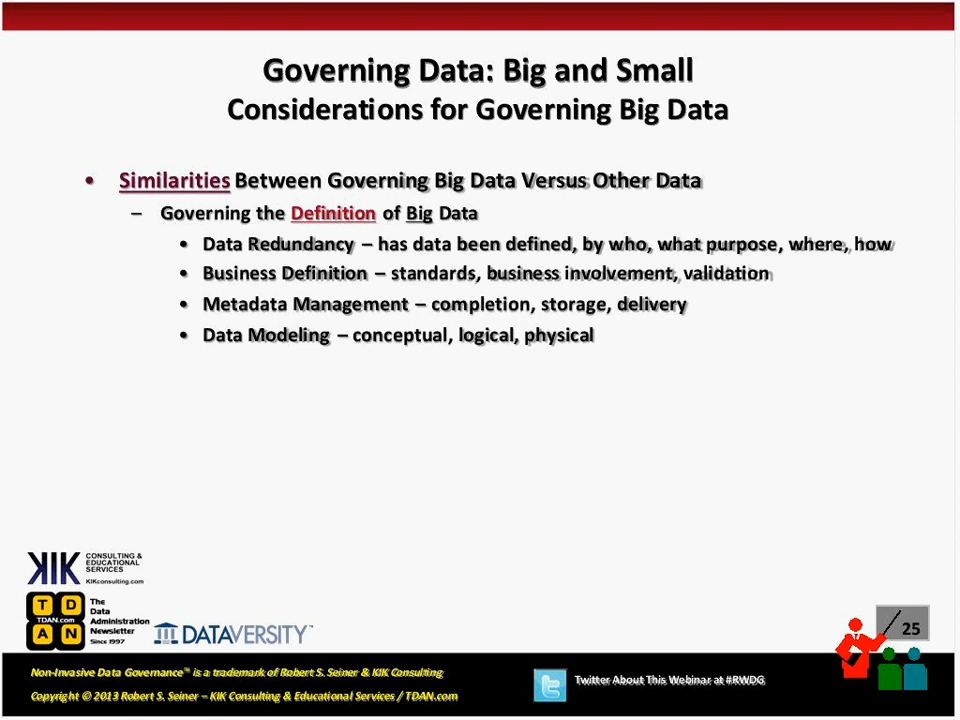 Governing Data: Big and Small
Considerations for Governing Big Data
• Similarities Between Governing Big Data Versus Other Data
– Governing the Definition of Big Data
• Data Redundancy – has data been defined, by who, what purpose, where, how
• Business Definition – standards, business involvement, validation
• Metadata Management – completion, storage, delivery
• Data Modeling – conceptual, logical, physical
KIK CONSULTING &
EDUCATIONAL
SERVICES
KIKconsulting.com
T D
TDAN.com
A N
The
Data
Administration
Newsletter
Since 1997
DATAVERSITY™
25
Non-Invasive Data Governance™ is a trademark of Robert S. Seiner & KIK Consulting
Copyright © 2013 Robert S. Seiner – KIK Consulting & Educational Services / TDAN.com
Twitter About This Webinar at #RWDG